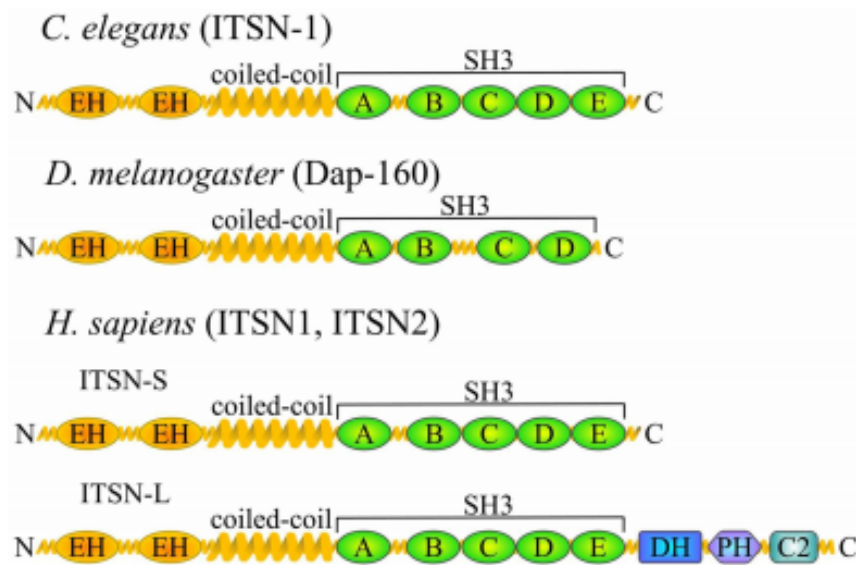 C. elegans (ITSN-1)
coiled-coil SH3
N EH EH A B C D E C
D. melanogaster (Dap-160)
coiled-coil SH3
N EH EH A B C D C
H. sapiens (ITSN1, ITSN2)
ITSN-S
coiled-coil SH3
N EH EH A B C D E C
ITSN-L
coiled-coil SH3
N EH EH A B C D E DH PH C2 C